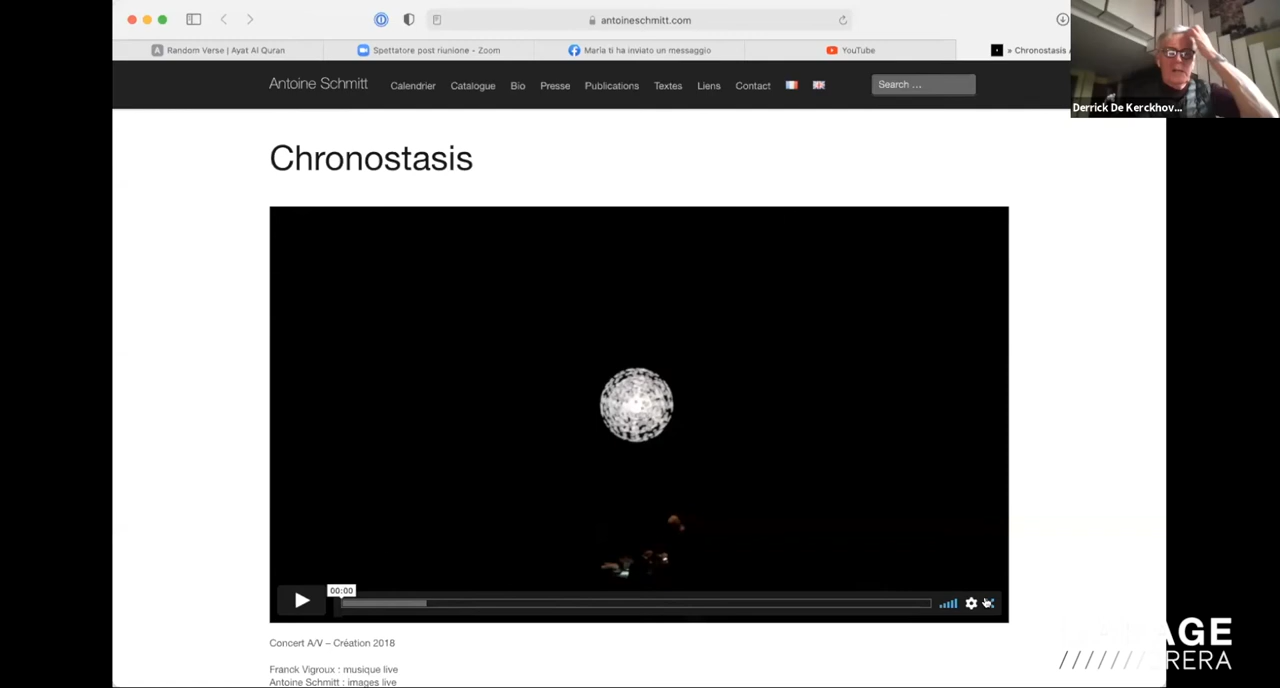 antoineschmitt.com
Random Verse | Ayat Al Quran
Spettatore post riunione - Zoom
Maria ti ha inviato un messaggio
YouTube
» Chronostasis
Derrick De Kerckhov...
Antoine Schmitt
Calendrier
Catalogue
Bio
Presse
Publications
Textes
Liens
Contact
Search ...
Chronostasis
00:00
Concert A/V – Création 2018
Franck Vigroux : musique live
Antoine Schmitt : images live
AGE
RERA